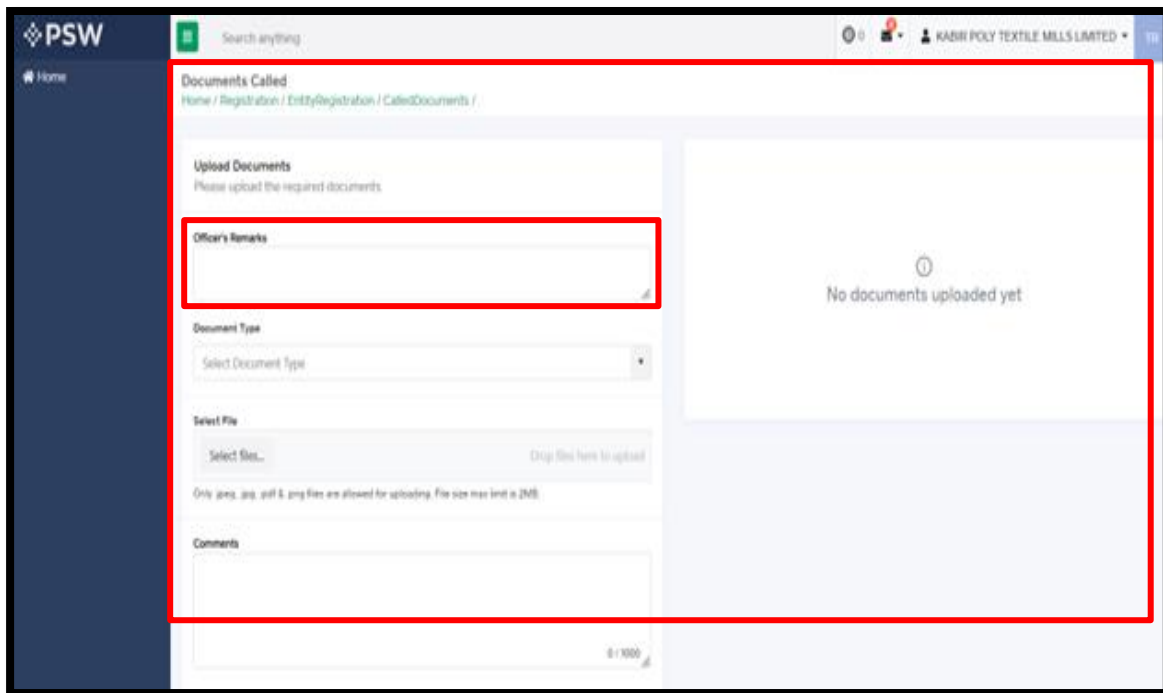 PSW
Search anything
0
KABIR POLY TEXTILE MILLS LIMITED
TR
Home
Documents Called
Home / Registration / EntityRegistration / CalledDocuments /
Upload Documents
Please upload the required documents.
Officer's Remarks
No documents uploaded yet
Document Type
Select Document Type
Select File
Select files...
Drop files here to upload
Only .jpeg, .jpg, .pdf & .png files are allowed for uploading. File size max limit is 2MB.
Comments
0 / 1000